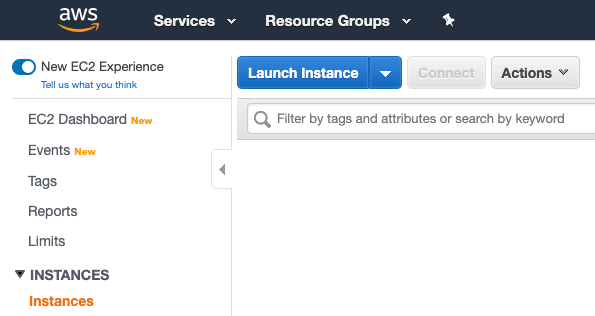 aws
Services
Resource Groups
New EC2 Experience
Tell us what you think
EC2 Dashboard New
Events New
Tags
Reports
Limits
INSTANCES
Instances
Launch Instance
Connect
Actions
Filter by tags and attributes or search by keyword